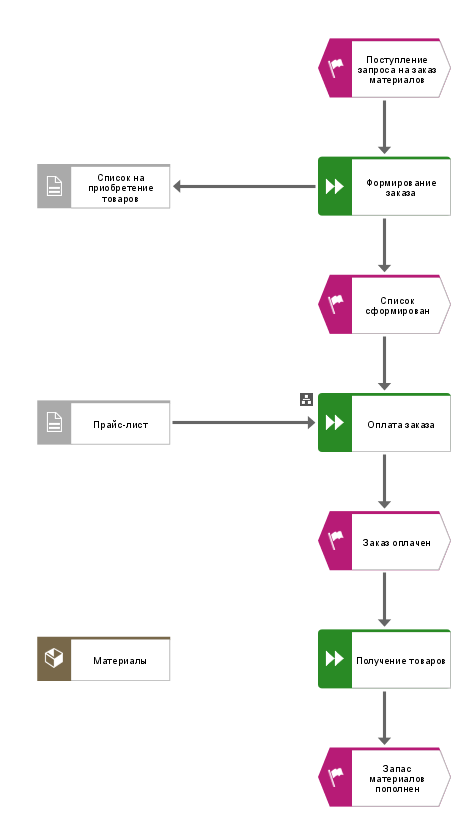 Поступление
запроса на заказ
материалов
Список на
приобретение
товаров
Формирование
заказа
Список
сформирован
Прайс-лист
Оплата заказа
Заказ оплачен
Материалы
Получение товаров
Запас
материалов
пополнен